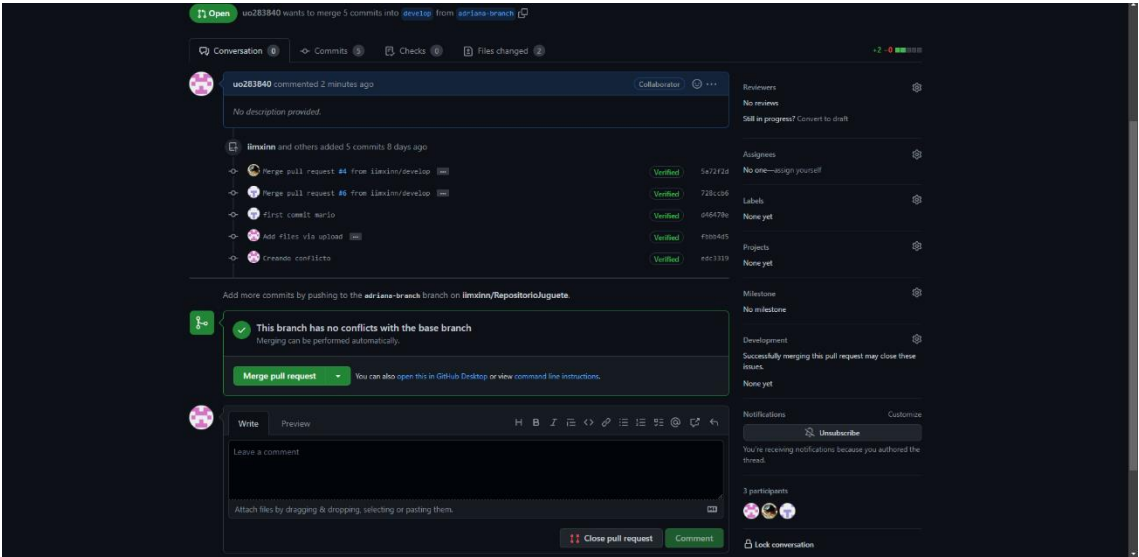 Open uo283840 wants to merge 5 commits into develop from adriana-branch
Conversation 0 Commits 5 Checks 0 Files changed 2 +2 -0
uo283840 commented 2 minutes ago Collaborator
No description provided.
iimxinn and others added 5 commits 8 days ago
Merge pull request #4 from iimxinn/develop Verified 5a72f2d
Merge pull request #6 from iimxinn/develop Verified 728ccb6
first commit mario Verified d46470e
Add files via upload Verified
Creando conflicto Verified edc3319
Add more commits by pushing to the adriana-branch branch on iimxinn/RepositorioJuguete.
This branch has no conflicts with the base branch
Merging can be performed automatically.
Merge pull request You can also open this in GitHub Desktop or view command line instructions.
Write Preview
Leave a comment
Attach files by dragging & dropping, selecting or pasting them.
Close pull request Comment
Reviewers
No reviews
Still in progress? Convert to draft
Assignees
No one—assign yourself
Labels
None yet
Projects
None yet
Milestone
No milestone
Development
Successfully merging this pull request may close these
issues.
None yet
Notifications Customize
Unsubscribe
You're receiving notifications because you authored the
thread.
3 participants
Lock conversation